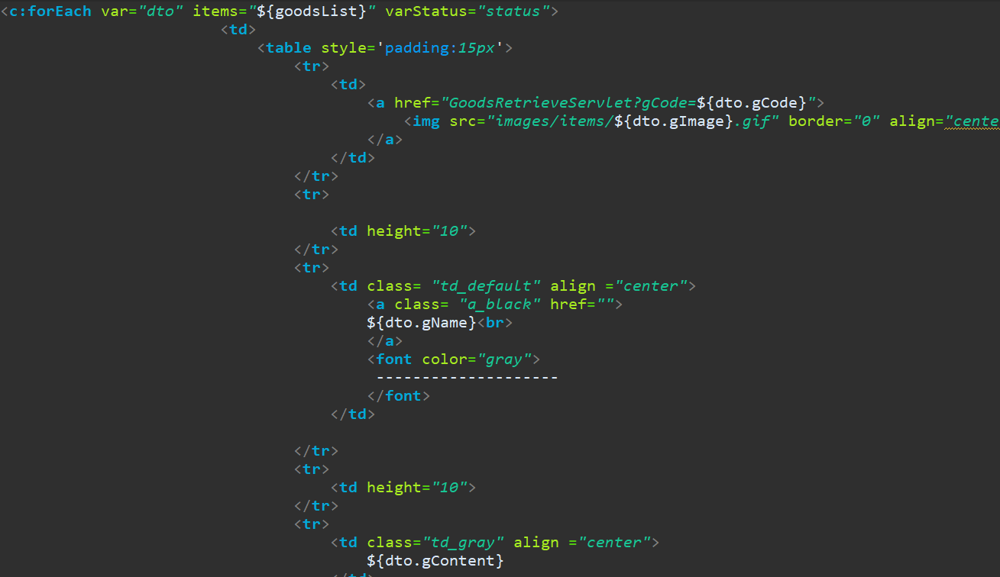 <c:forEach var="dto" items="${goodsList}" varStatus="status">
<td>
<table style='padding:15px'>
<tr>
<td>
<a href="GoodsRetrieveServlet?gCode=${dto.gCode}">
<img src="images/items/${dto.gImage}.gif" border="0" align="cente
</a>
</td>
</tr>
<tr>
<td height="10">
</tr>
<tr>
<td class= "td_default" align ="center">
<a class= "a_black" href="">
${dto.gName}<br>
</a>
<font color="gray">
--------------------
</font>
</td>
</tr>
<tr>
<td height="10">
</tr>
<tr>
<td class="td_gray" align ="center">
${dto.gContent}
</td>